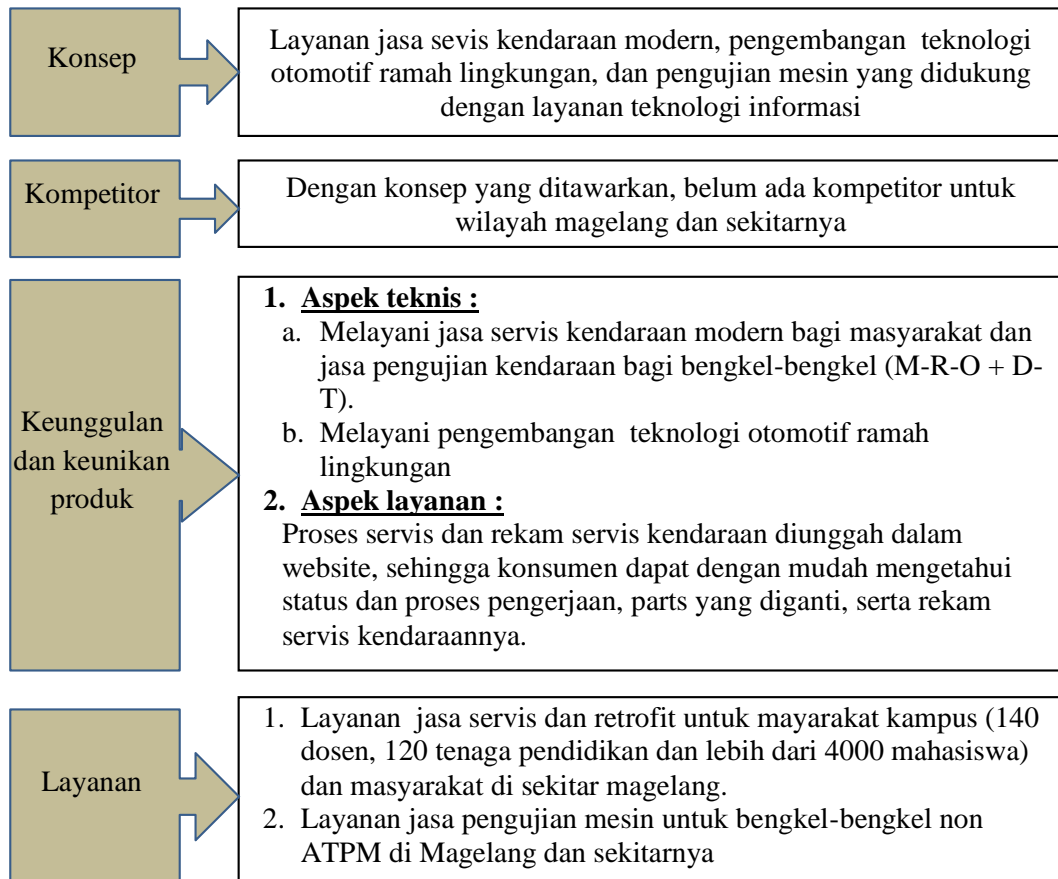 Konsep
Layanan jasa sevis kendaraan modern, pengembangan teknologi
otomotif ramah lingkungan, dan pengujian mesin yang didukung
dengan layanan teknologi informasi
Kompetitor
Dengan konsep yang ditawarkan, belum ada kompetitor untuk
wilayah magelang dan sekitarnya
Keunggulan
dan keunikan
produk
1. Aspek teknis :
a. Melayani jasa servis kendaraan modern bagi masyarakat dan
jasa pengujian kendaraan bagi bengkel-bengkel (M-R-O + D-
T).
b. Melayani pengembangan teknologi otomotif ramah
lingkungan
2. Aspek layanan :
Proses servis dan rekam servis kendaraan diunggah dalam
website, sehingga konsumen dapat dengan mudah mengetahui
status dan proses pengerjaan, parts yang diganti, serta rekam
servis kendaraannya.
Layanan
1. Layanan jasa servis dan retrofit untuk mayarakat kampus (140
dosen, 120 tenaga pendidikan dan lebih dari 4000 mahasiswa)
dan masyarakat di sekitar magelang.
2. Layanan jasa pengujian mesin untuk bengkel-bengkel non
ATPM di Magelang dan sekitarnya